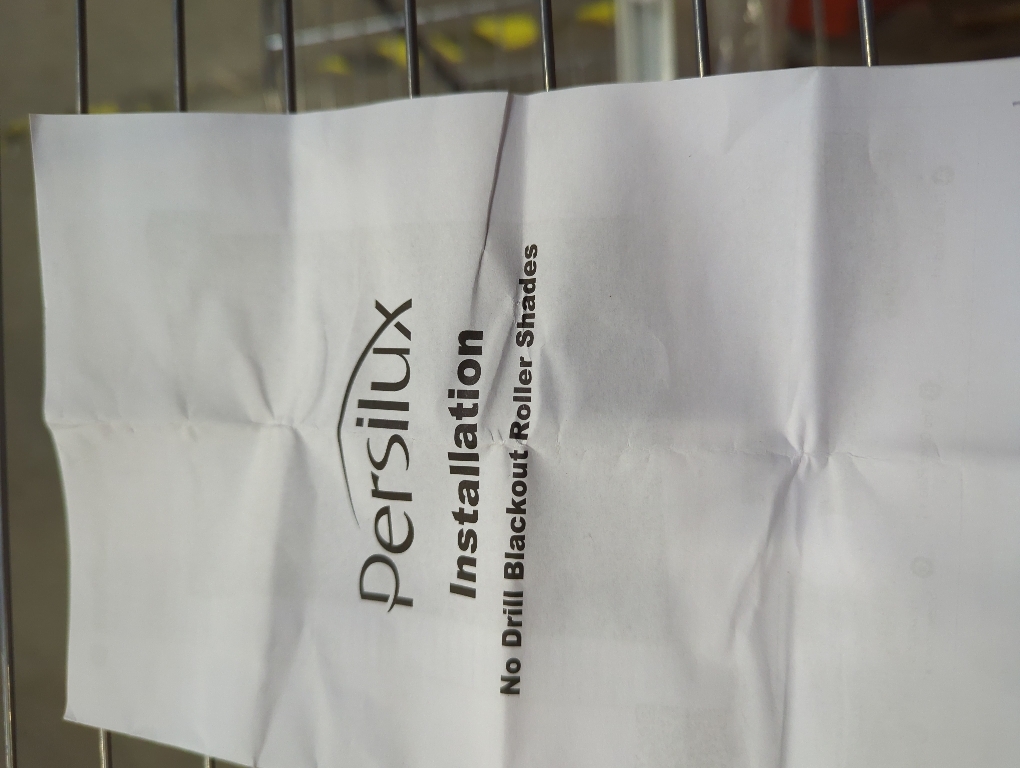 Persilux
Installation
No Drill Blackout Roller Shades